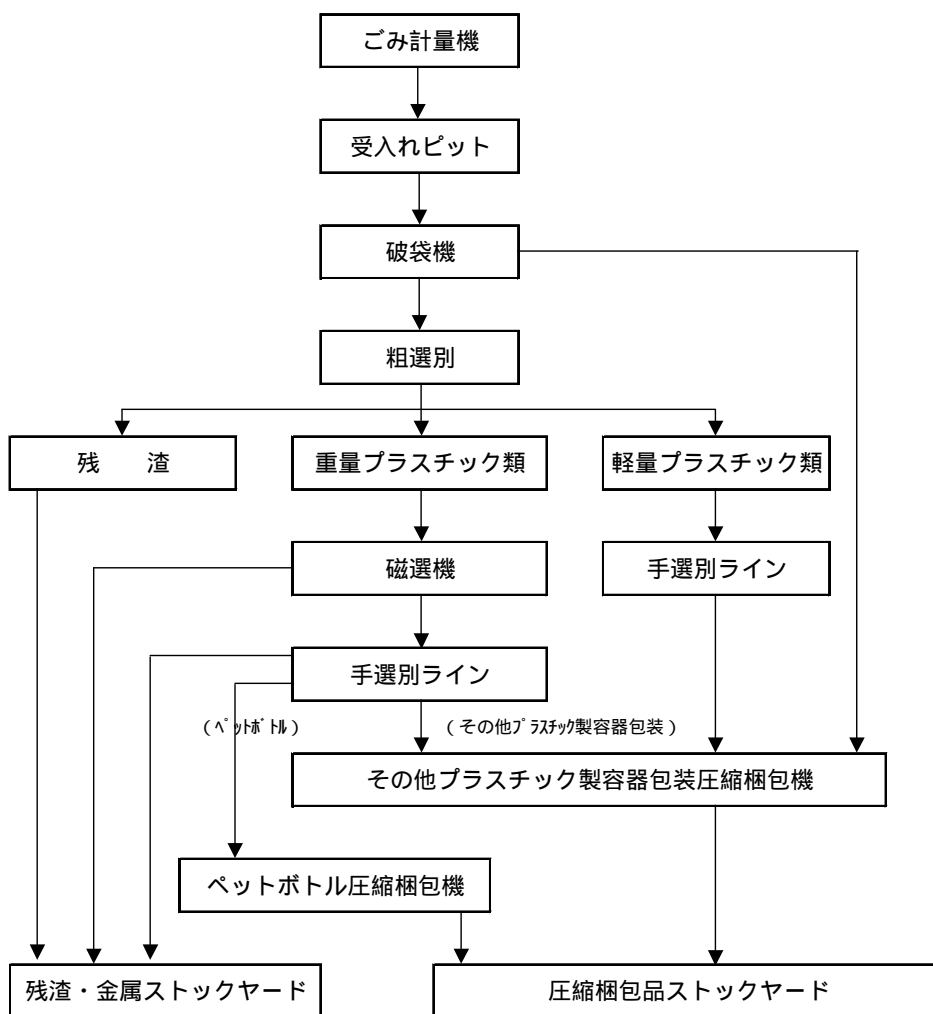 ごみ計量機
受入れピット
破袋機
粗選別
残　　渣
重量プラスチック類
軽量プラスチック類
磁選機
手選別ライン
手選別ライン
（ﾍﾟｯﾄﾎﾞﾄﾙ）
（その他ﾌﾟﾗｽﾁｯｸ製容器包装）
その他プラスチック製容器包装圧縮梱包機
ペットボトル圧縮梱包機
残渣・金属ストックヤード
圧縮梱包品ストックヤード